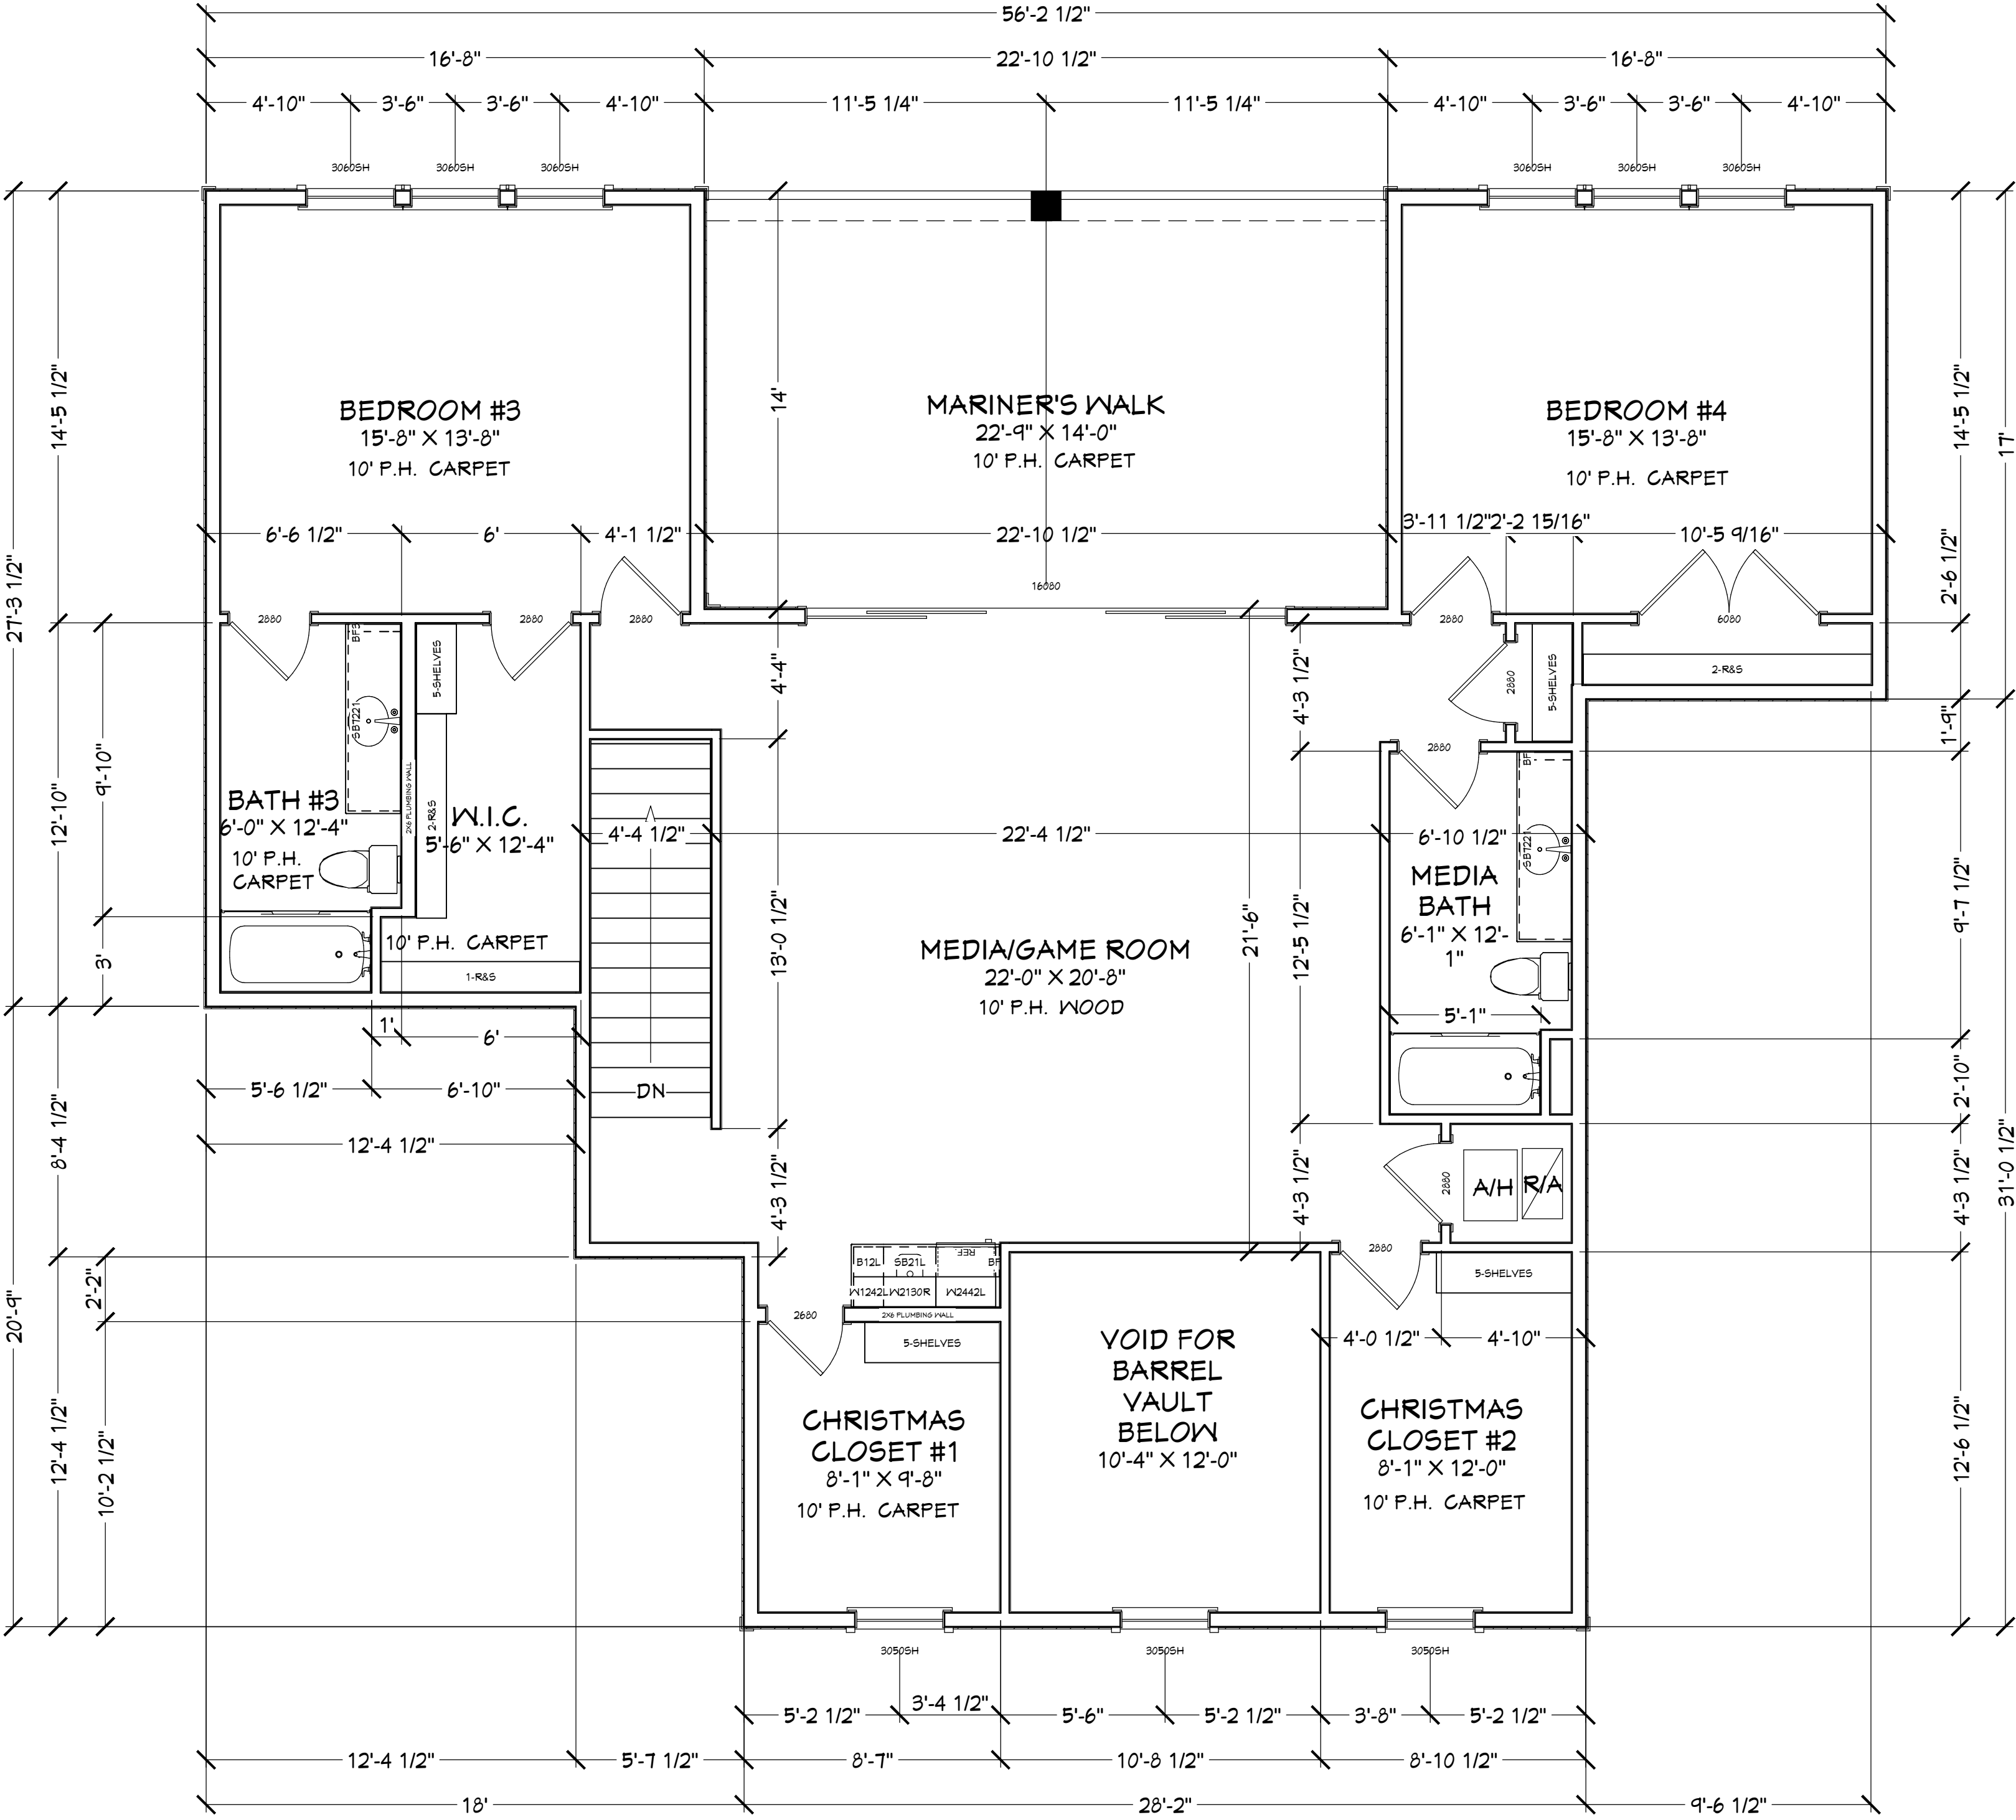 56'-2 1/2"
16'-8"
22'-10 1/2"
16'-8"
4'-10"
3'-6"
3'-6"
4'-10"
11'-5 1/4"
11'-5 1/4"
4'-10"
3'-6"
3'-6"
4'-10"
3060SH
3060SH
3060SH
3060SH
3060SH
3060SH
27'-3 1/2"
14'-5 1/2"
14'
14'-5 1/2"
17'
2'-6 1/2"
BEDROOM #3
15'-8" X 13'-8"
10' P.H. CARPET
MARINER'S WALK
22'-9" X 14'-0"
10' P.H. CARPET
BEDROOM #4
15'-8" X 13'-8"
10' P.H. CARPET
6'-6 1/2"
6'
4'-1 1/2"
22'-10 1/2"
3'-11 1/2"
2'-2 15/16"
10'-5 9/16"
16080
2880
2880
2880
2880
6080
5-SHELVES
4'-4"
4'-3 1/2"
2880
5-SHELVES
2-R&S
SB7221
2880
1'-9"
9'-10"
12'-10"
2X6 PLUMBING WALL
2-R&S
BATH #3
6'-0" X 12'-4"
10' P.H.
CARPET
W.I.C.
5'-6" X 12'-4"
10' P.H. CARPET
1-R&S
4'-4 1/2"
22'-4 1/2"
6'-10 1/2"
SB7221
MEDIA
BATH
6'-1" X 12'-
1"
5'-1"
9'-7 1/2"
13'-0 1/2"
21'-6"
12'-5 1/2"
MEDIA/GAME ROOM
22'-0" X 20'-8"
10' P.H. WOOD
3'
1'
6'
5'-6 1/2"
6'-10"
12'-4 1/2"
DN
8'-4 1/2"
4'-3 1/2"
4'-3 1/2"
2880
A/H
R/A
2'-10"
4'-3 1/2"
31'-0 1/2"
20'-9"
2'-2"
12'-4 1/2"
10'-2 1/2"
B12L
SB21L
REF.
BF
W1242L
W2130R
W2442L
2680
2X6 PLUMBING WALL
5-SHELVES
2880
5-SHELVES
4'-0 1/2"
4'-10"
VOID FOR
BARREL
VAULT
BELOW
10'-4" X 12'-0"
CHRISTMAS
CLOSET #1
8'-1" X 9'-8"
10' P.H. CARPET
CHRISTMAS
CLOSET #2
8'-1" X 12'-0"
10' P.H. CARPET
12'-6 1/2"
3050SH
3050SH
3050SH
5'-2 1/2"
3'-4 1/2"
5'-6"
5'-2 1/2"
3'-8"
5'-2 1/2"
12'-4 1/2"
5'-7 1/2"
8'-7"
10'-8 1/2"
8'-10 1/2"
18'
28'-2"
9'-6 1/2"